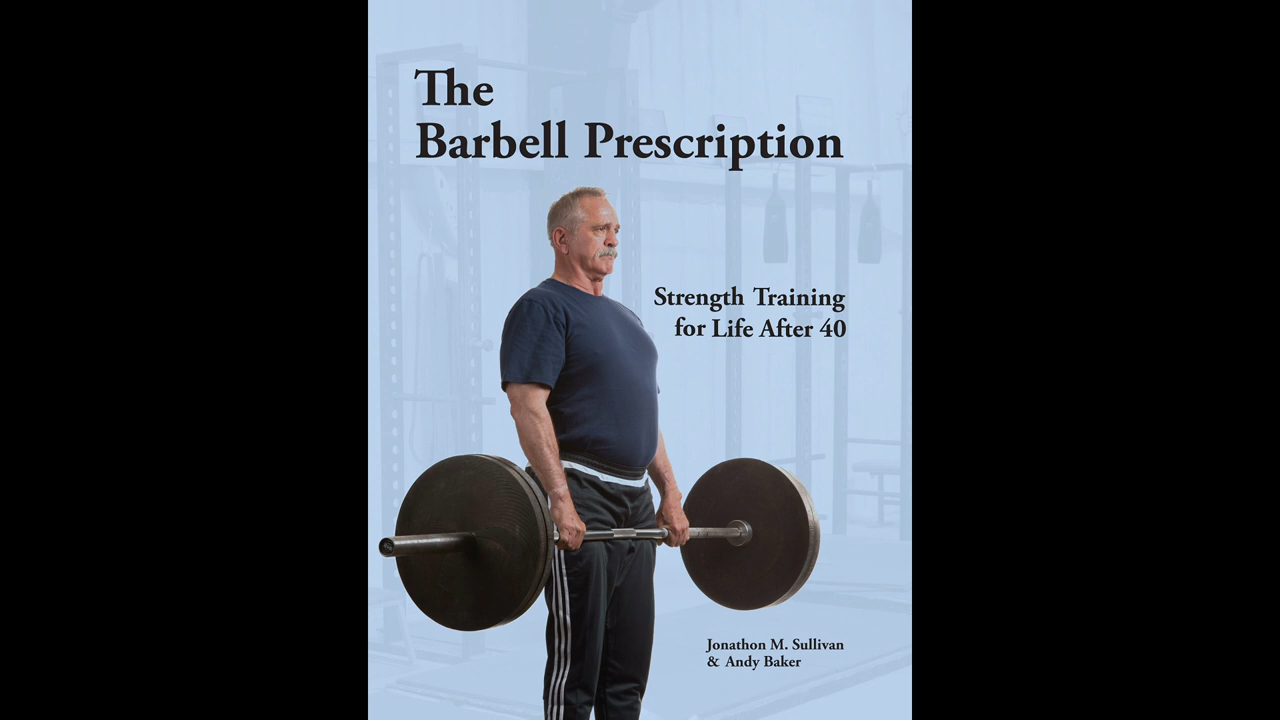 The
Barbell Prescription
Strength Training
for Life After 40
Jonathon M. Sullivan
& Andy Baker